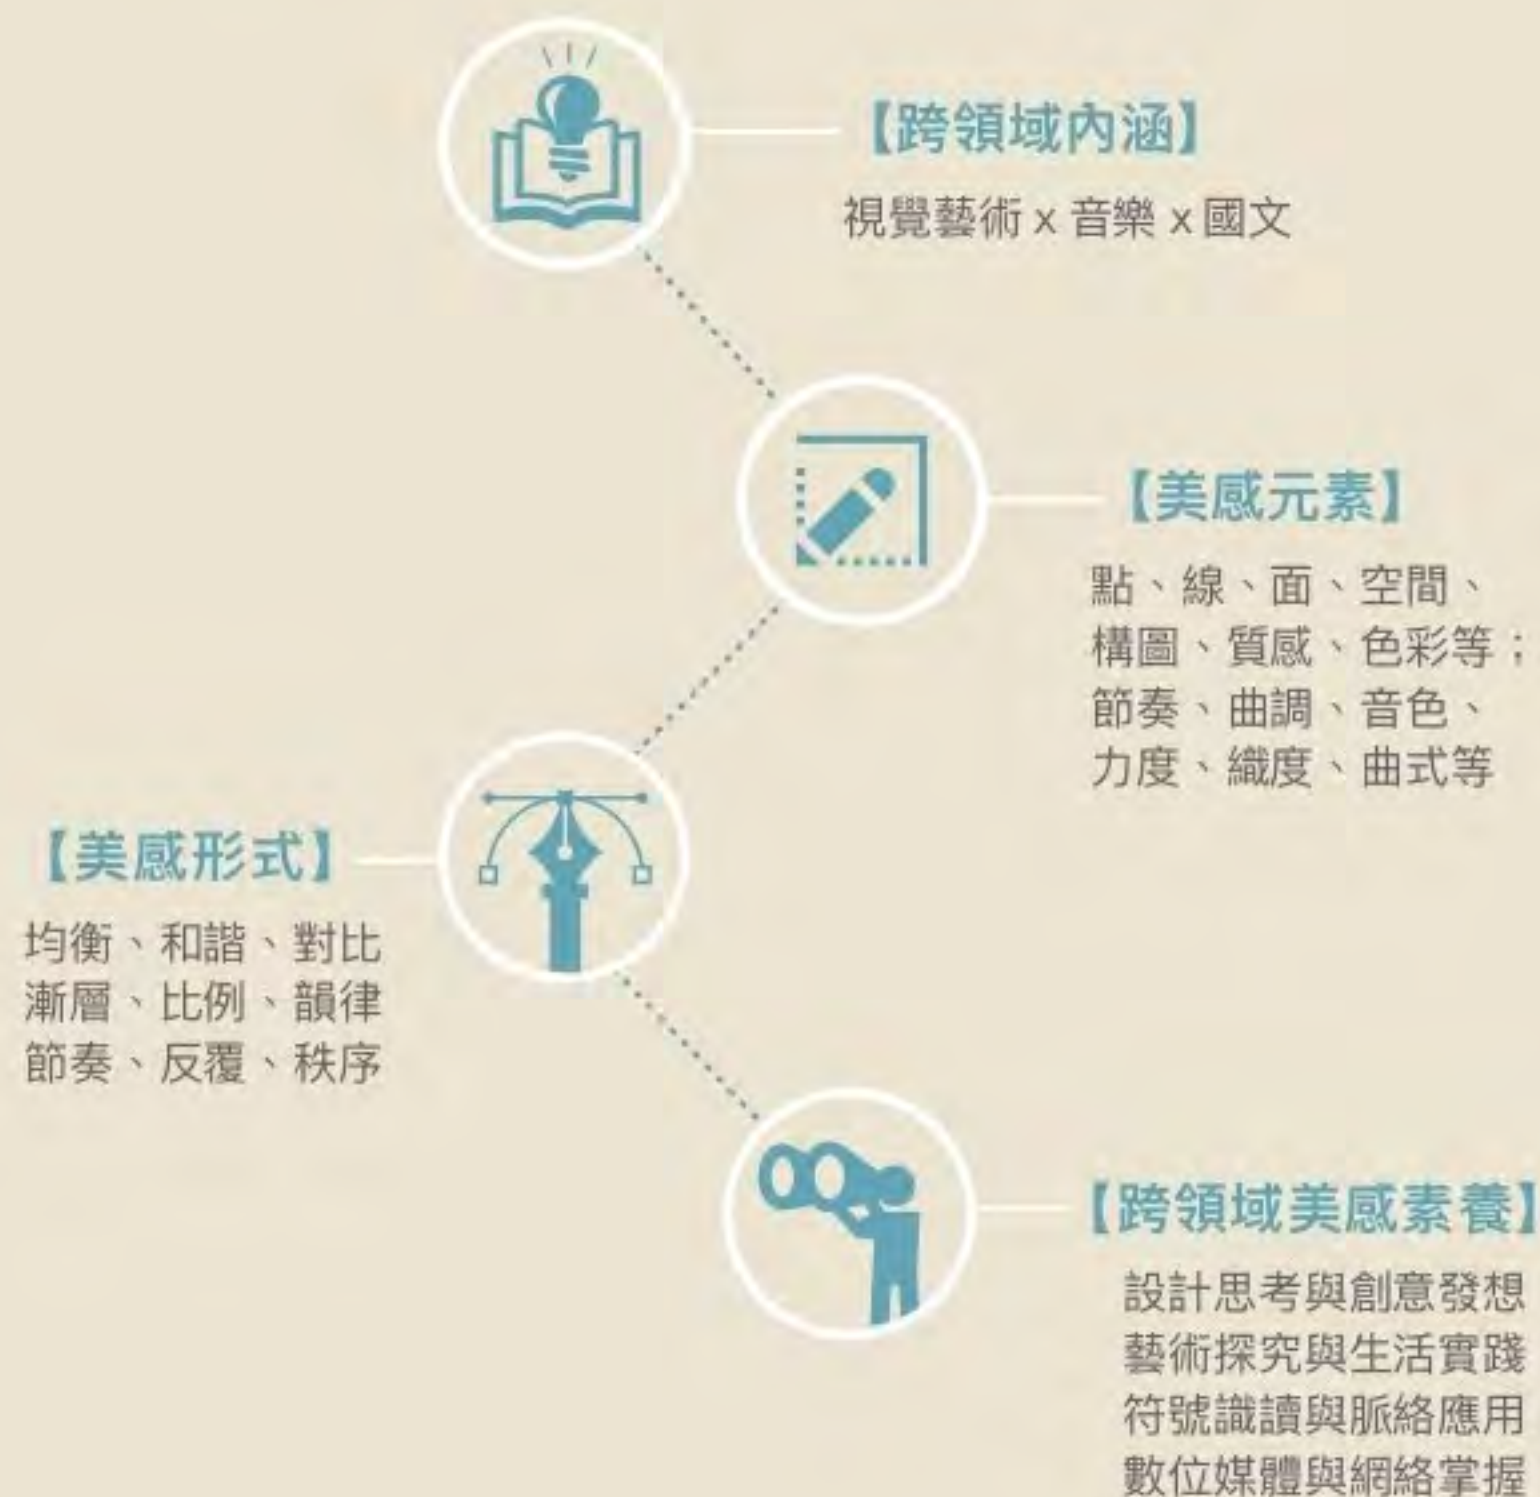 【跨領域內涵】
視覺藝術 x 音樂 x 國文
【美感元素】
點、線、面、空間、
構圖、質感、色彩等；
節奏、曲調、音色、
力度、織度、曲式等
【美感形式】
均衡、和諧、對比
漸層、比例、韻律
節奏、反覆、秩序
【跨領域美感素養】
設計思考與創意發想
藝術探究與生活實踐
符號識讀與脈絡應用
數位媒體與網絡掌握